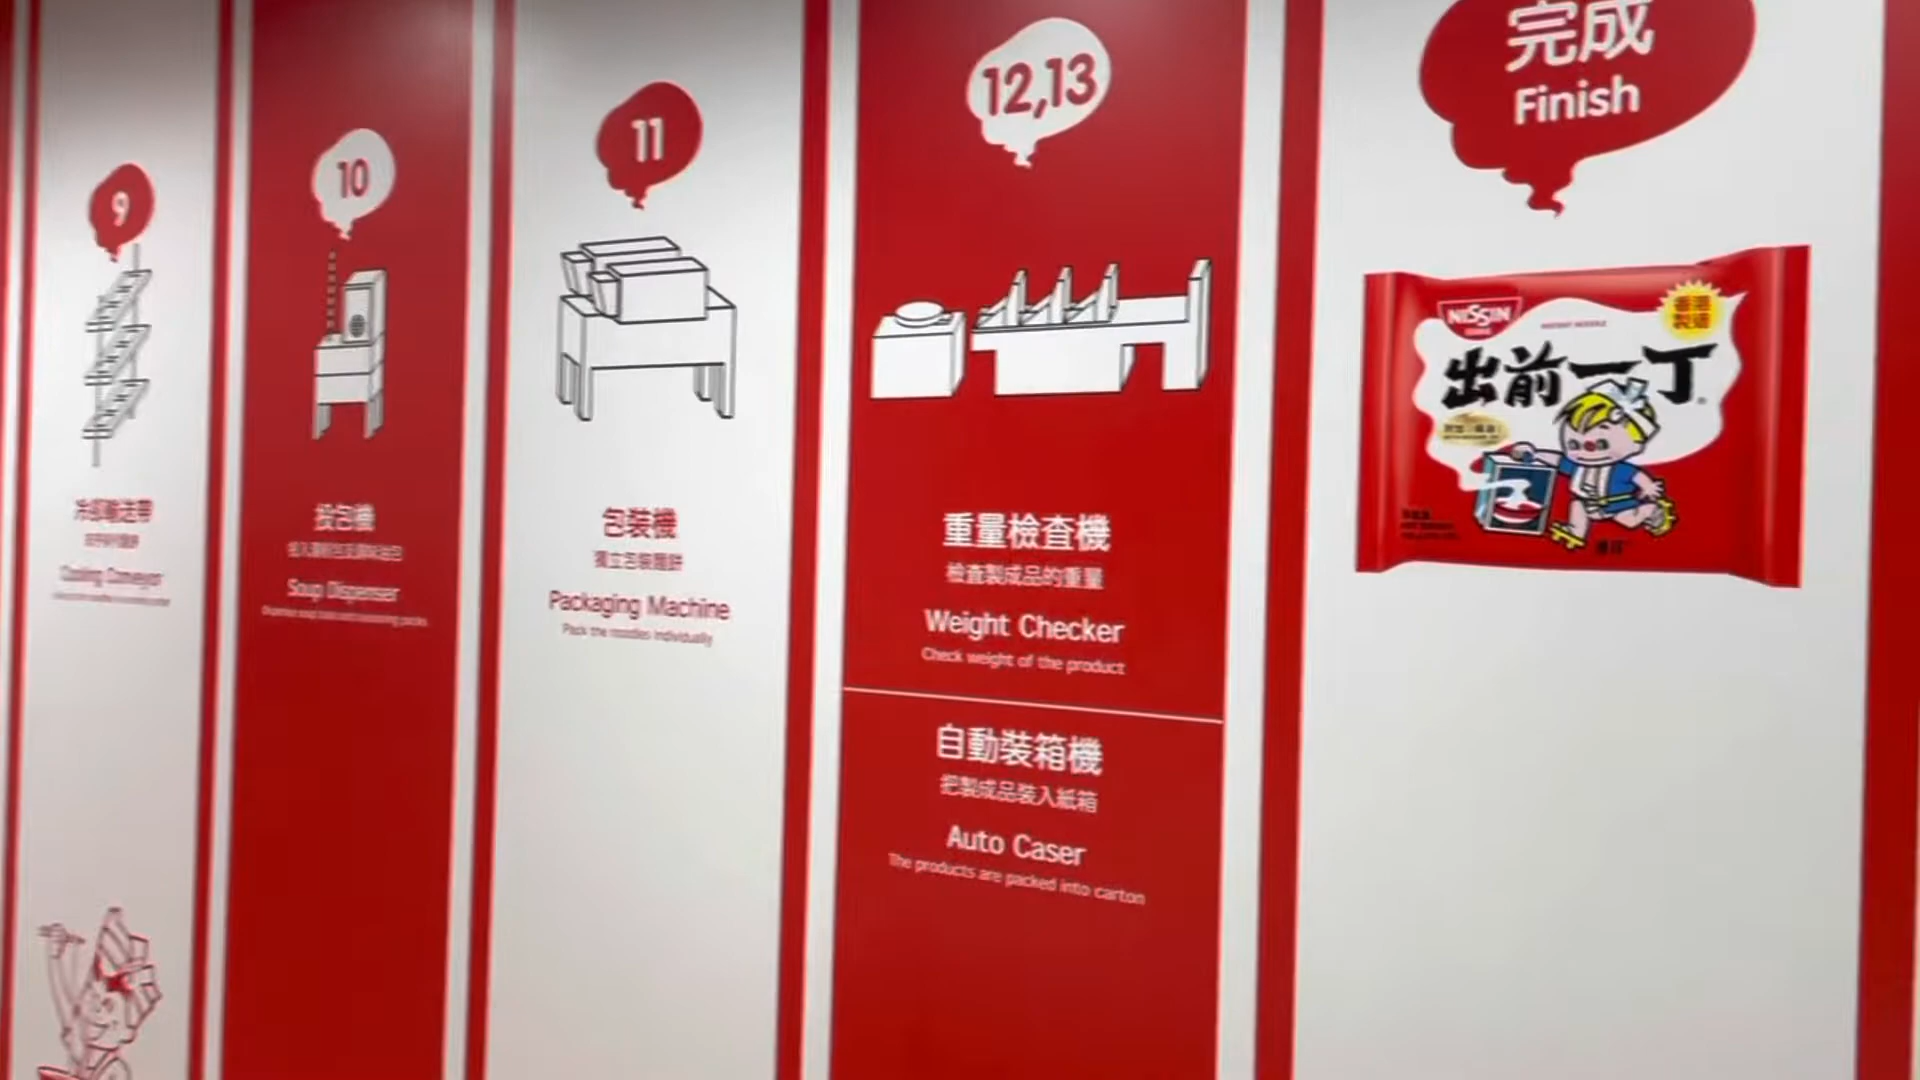 9
冷卻輸送帶
Cooling Conveyor
10
投包機
Soup Dispenser
11
包裝機
獨立包裝麵餅
Packaging Machine
Pack the noodles individually
12,13
重量檢查機
檢查製成品的重量
Weight Checker
Check weight of the product
自動裝箱機
把製成品裝入紙箱
Auto Caser
The products are packed into carton
完成
Finish
NISSIN
INSTANT NOODLE
香港
製造
出前一丁